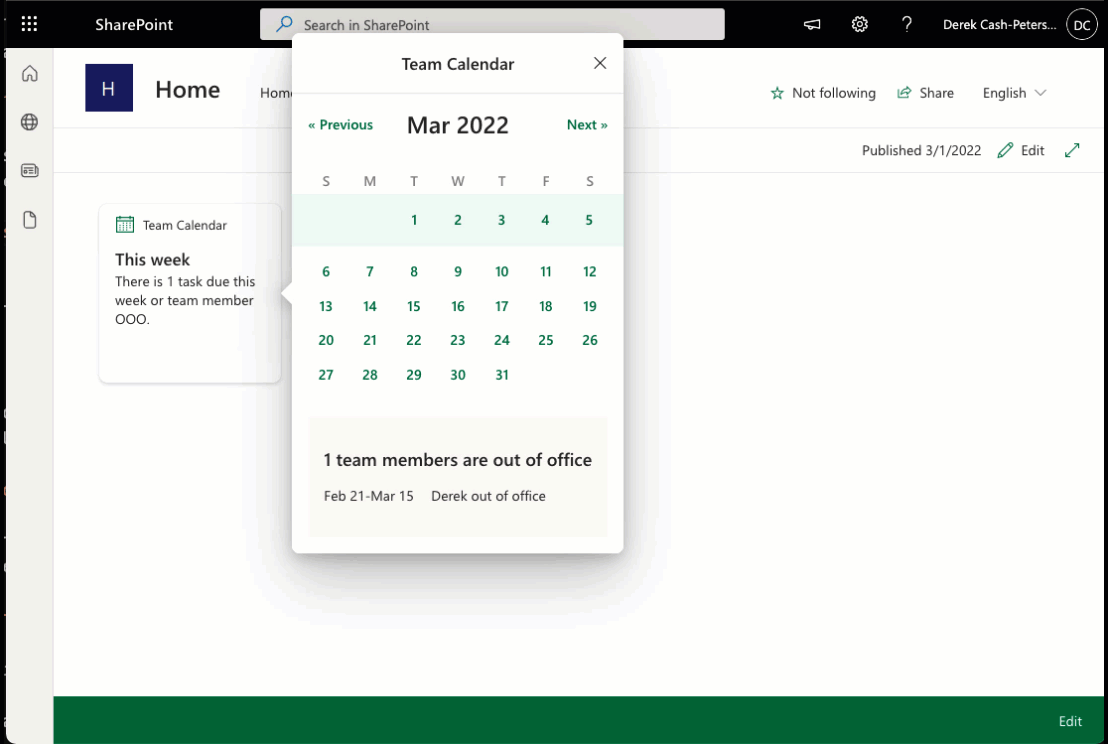 SharePoint
Search in SharePoint
?
Derek Cash-Peters...
DC
Team Calendar
H
Home
Not following
Share
English
« Previous
Mar 2022
Next »
Published 3/1/2022
Edit
S M T W T F S
1 2 3 4 5
6 7 8 9 10 11 12
13 14 15 16 17 18 19
20 21 22 23 24 25 26
27 28 29 30 31
Team Calendar
This week
There is 1 task due this
week or team member
OOO.
1 team members are out of office
Feb 21-Mar 15 Derek out of office
Edit